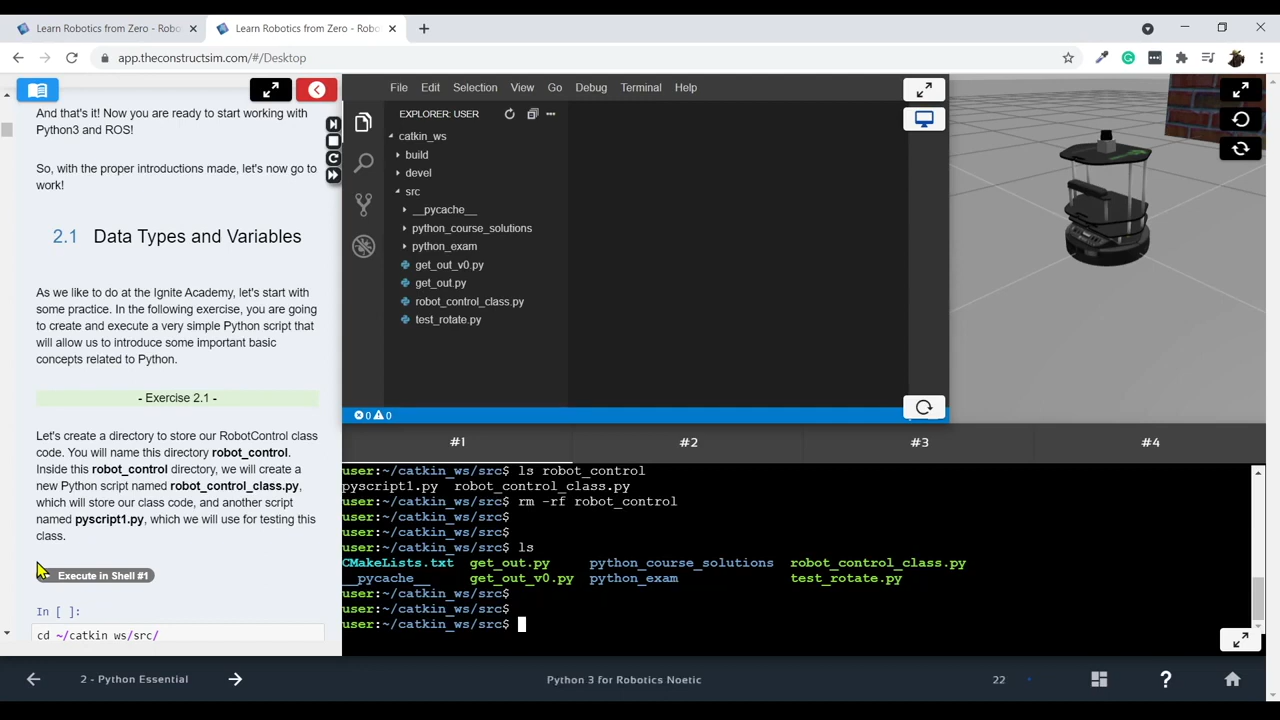 Learn Robotics from Zero - Robo
Learn Robotics from Zero - Robo
app.theconstructsim.com/#/Desktop
And that's it! Now you are ready to start working with
Python3 and ROS!
So, with the proper introductions made, let's now go to
work!
2.1 Data Types and Variables
As we like to do at the Ignite Academy, let's start with
some practice. In the following exercise, you are going
to create and execute a very simple Python script that
will allow us to introduce some important basic
concepts related to Python.
- Exercise 2.1 -
Let's create a directory to store our RobotControl class
code. You will name this directory robot_control.
Inside this robot_control directory, we will create a
new Python script named robot_control_class.py,
which will store our class code, and another script
named pyscript1.py, which we will use for testing this
class.
Execute in Shell #1
In [ ]:
cd ~/catkin_ws/src/
File Edit Selection View Go Debug Terminal Help
EXPLORER: USER
catkin_ws
build
devel
src
__pycache__
python_course_solutions
python_exam
get_out_v0.py
get_out.py
robot_control_class.py
test_rotate.py
0 0
#1 #2 #3 #4
user:~/catkin_ws/src$ ls robot_control
pyscript1.py robot_control_class.py
user:~/catkin_ws/src$ rm -rf robot_control
user:~/catkin_ws/src$
user:~/catkin_ws/src$
user:~/catkin_ws/src$ ls
CMakeLists.txt get_out.py python_course_solutions robot_control_class.py
__pycache__ get_out_v0.py python_exam test_rotate.py
user:~/catkin_ws/src$
user:~/catkin_ws/src$
user:~/catkin_ws/src$
2 - Python Essential
Python 3 for Robotics Noetic
22